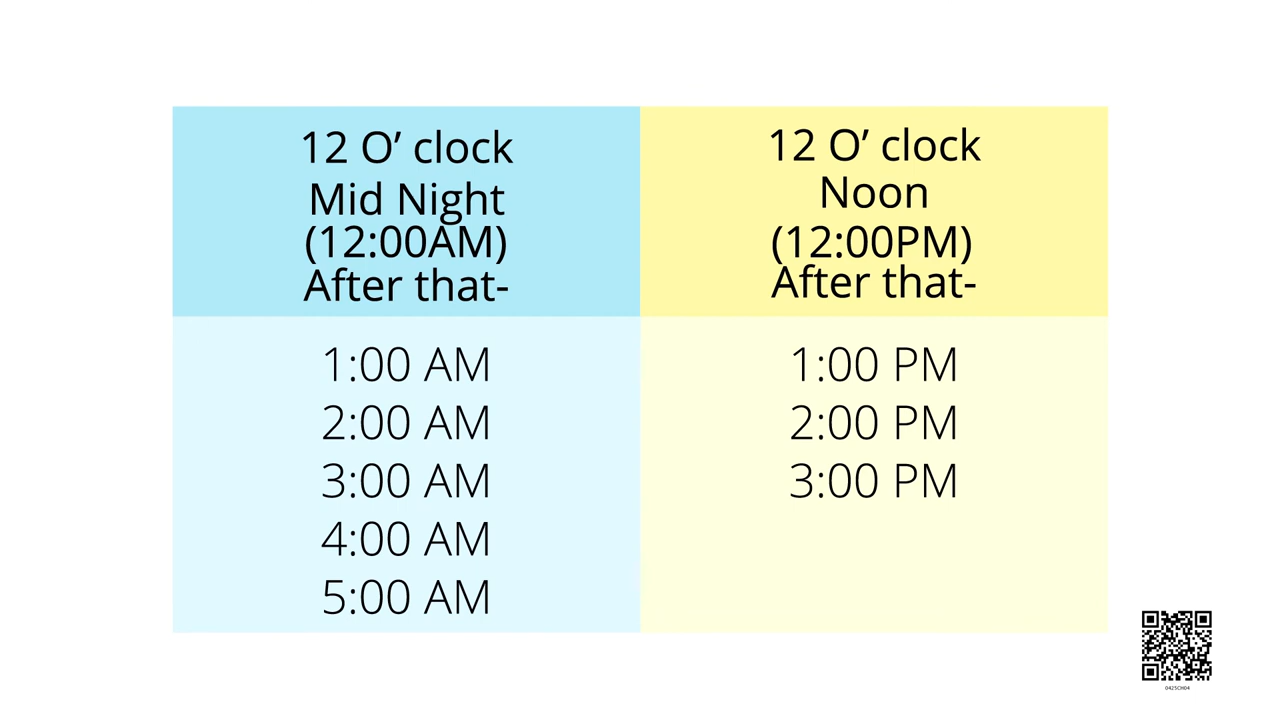 12 O’ clock
Mid Night
(12:00AM)
After that-
1:00 AM
2:00 AM
3:00 AM
4:00 AM
5:00 AM
12 O’ clock
Noon
(12:00PM)
After that-
1:00 PM
2:00 PM
3:00 PM
0425CH04